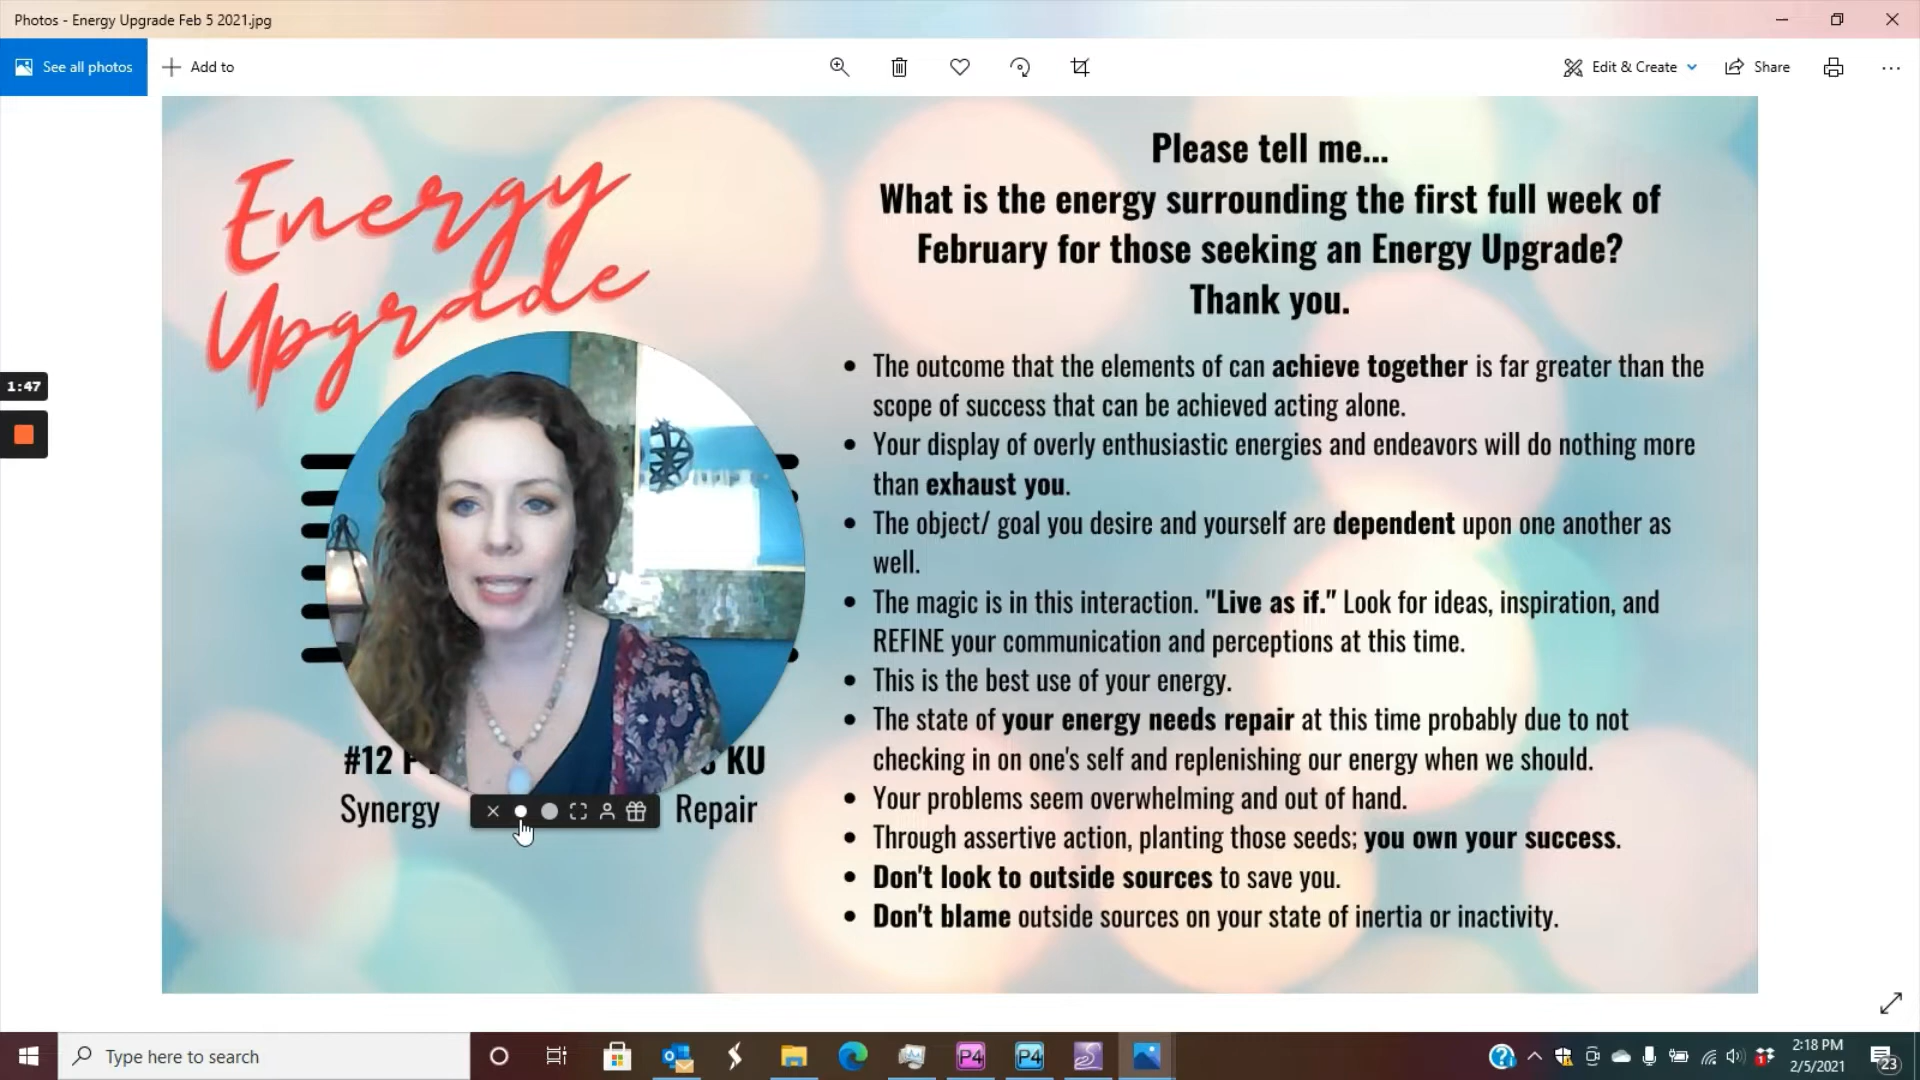 Photos - Energy Upgrade Feb 5 2021.jpg
See all photos
Add to
Edit & Create
Share
Energy
Upgrade
Please tell me...
What is the energy surrounding the first full week of
February for those seeking an Energy Upgrade?
Thank you.
The outcome that the elements of can achieve together is far greater than the
scope of success that can be achieved acting alone.
Your display of overly enthusiastic energies and endeavors will do nothing more
than exhaust you.
The object/ goal you desire and yourself are dependent upon one another as
well.
The magic is in this interaction. "Live as if." Look for ideas, inspiration, and
REFINE your communication and perceptions at this time.
This is the best use of your energy.
The state of your energy needs repair at this time probably due to not
checking in on one's self and replenishing our energy when we should.
Your problems seem overwhelming and out of hand.
Through assertive action, planting those seeds; you own your success.
Don't look to outside sources to save you.
Don't blame outside sources on your state of inertia or inactivity.
1:47
#12 KU
Synergy Repair
Type here to search
P4
P4
2:18 PM
2/5/2021
23